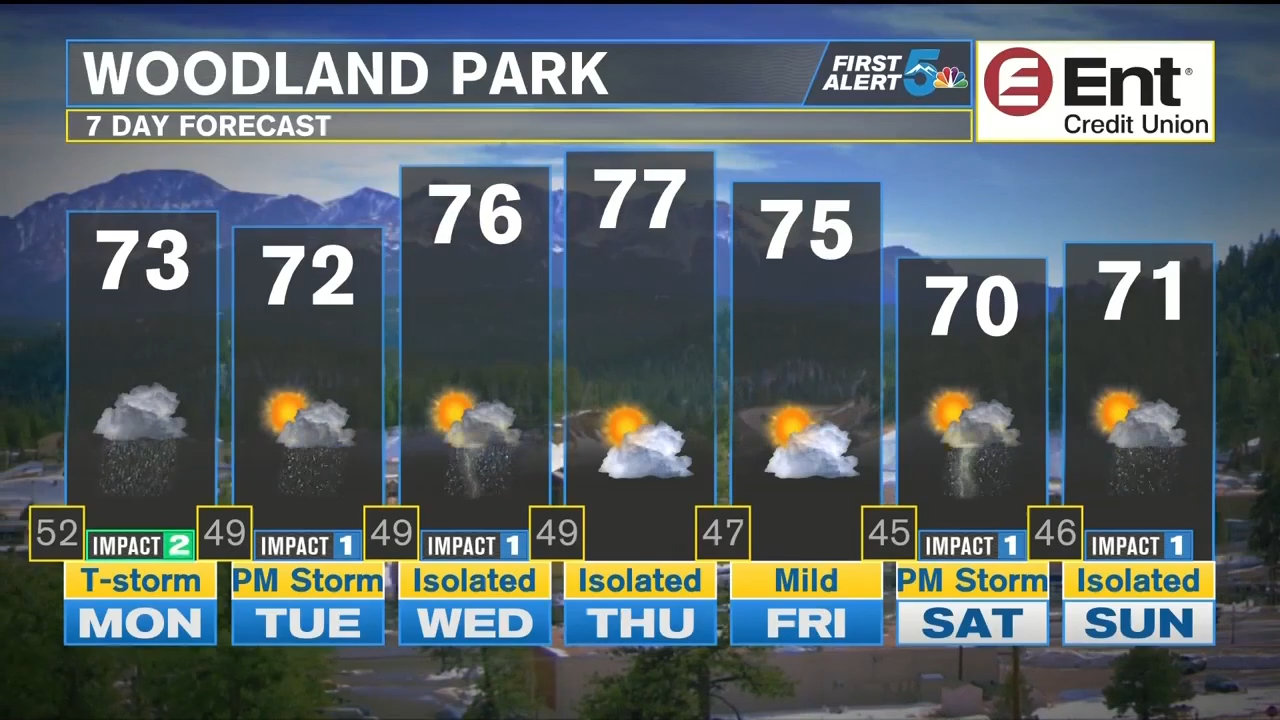 WOODLAND PARK
FIRST
ALERT 5
Ent
Credit Union
7 DAY FORECAST
73 72 76 77 75 70 71
52 49 49 49 47 45 46
IMPACT 2 IMPACT 1 IMPACT 1 IMPACT 1 IMPACT 1
T-storm PM Storm Isolated Isolated Mild PM Storm Isolated
MON TUE WED THU FRI SAT SUN